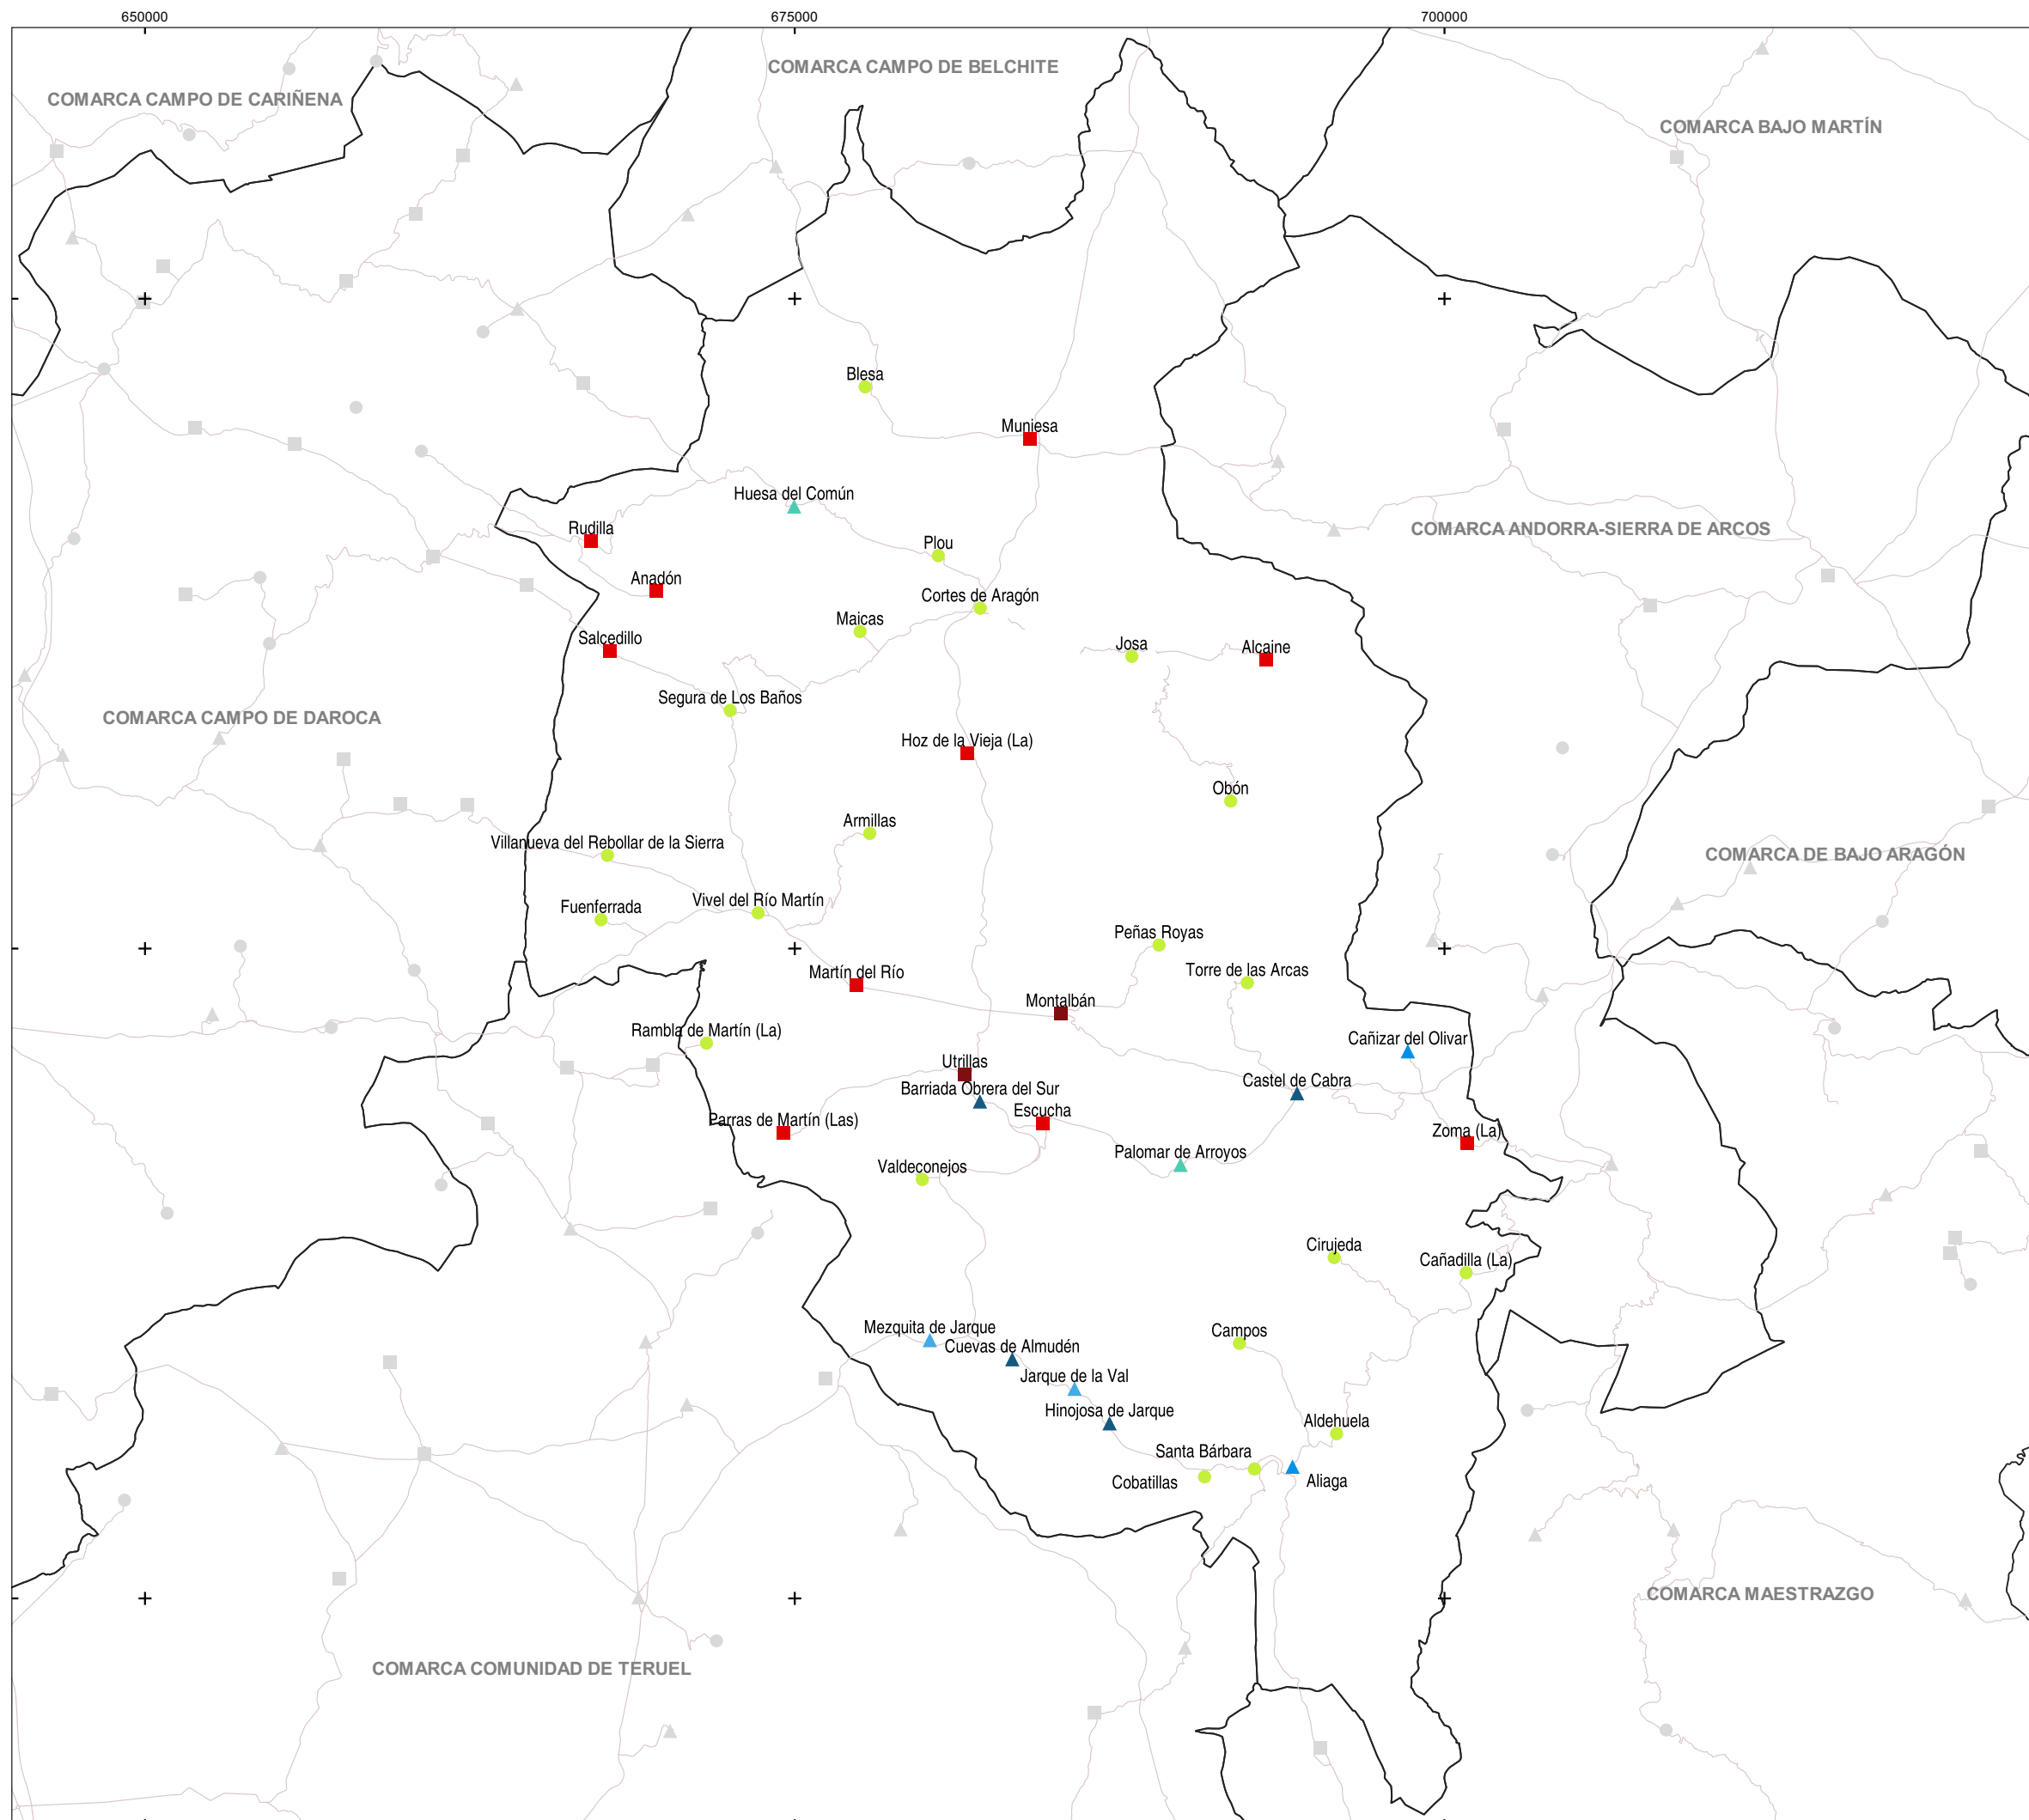 650000
675000
700000
COMARCA CAMPO DE BELCHITE
COMARCA CAMPO DE CARIÑENA
COMARCA BAJO MARTÍN
Blesa
Muniesa
Huesa del Común
Rudilla
COMARCA ANDORRA-SIERRA DE ARCOS
Plou
Anadón
Cortes de Aragón
Maicas
Salcedillo
Josa
Alcaine
Segura de Los Baños
COMARCA CAMPO DE DAROCA
Hoz de la Vieja (La)
Obón
Armillas
Villanueva del Rebollar de la Sierra
COMARCA DE BAJO ARAGÓN
Vivel del Río Martín
Fuenferrada
Peñas Royas
Torre de las Arcas
Martín del Río
Montalbán
Rambla de Martín (La)
Cañizar del Olivar
Utrillas
Castel de Cabra
Barriada Obrera del Sur
Escucha
Parras de Martín (Las)
Zoma (La)
Palomar de Arroyos
Valdeconejos
Cirujeda
Cañadilla (La)
Mezquita de Jarque
Campos
Cuevas de Almudén
Jarque de la Val
Hinojosa de Jarque
Aldehuela
Santa Bárbara
Cobatillas
Aliaga
COMARCA MAESTRAZGO
COMARCA COMUNIDAD DE TERUEL